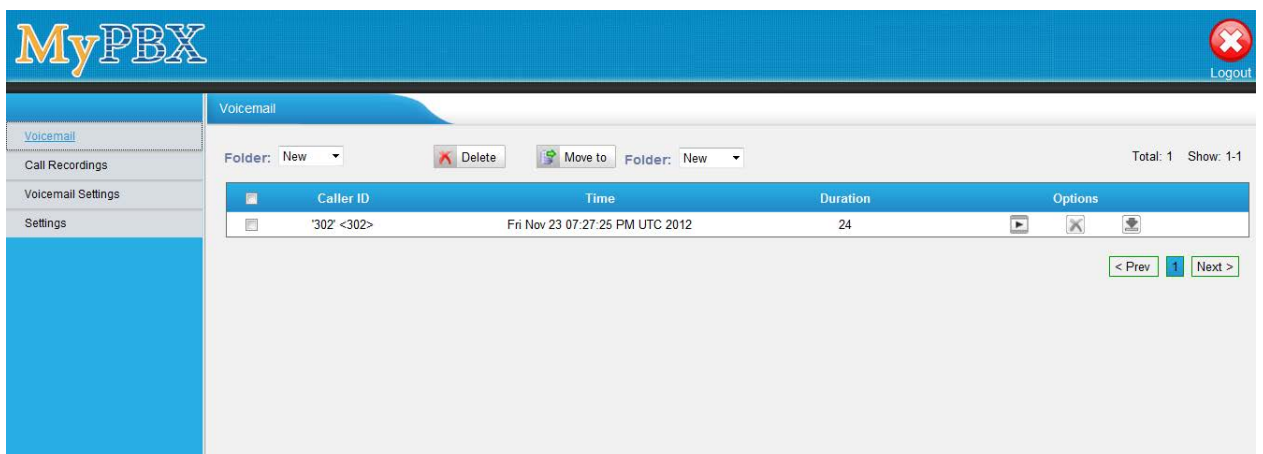 MyPBX
Logout
Voicemail
Voicemail
Call Recordings
Voicemail Settings
Settings
Folder: New Delete Move to Folder: New Total: 1 Show: 1-1
Caller ID Time Duration Options
'302' <302> Fri Nov 23 07:27:25 PM UTC 2012 24
< Prev 1 Next >